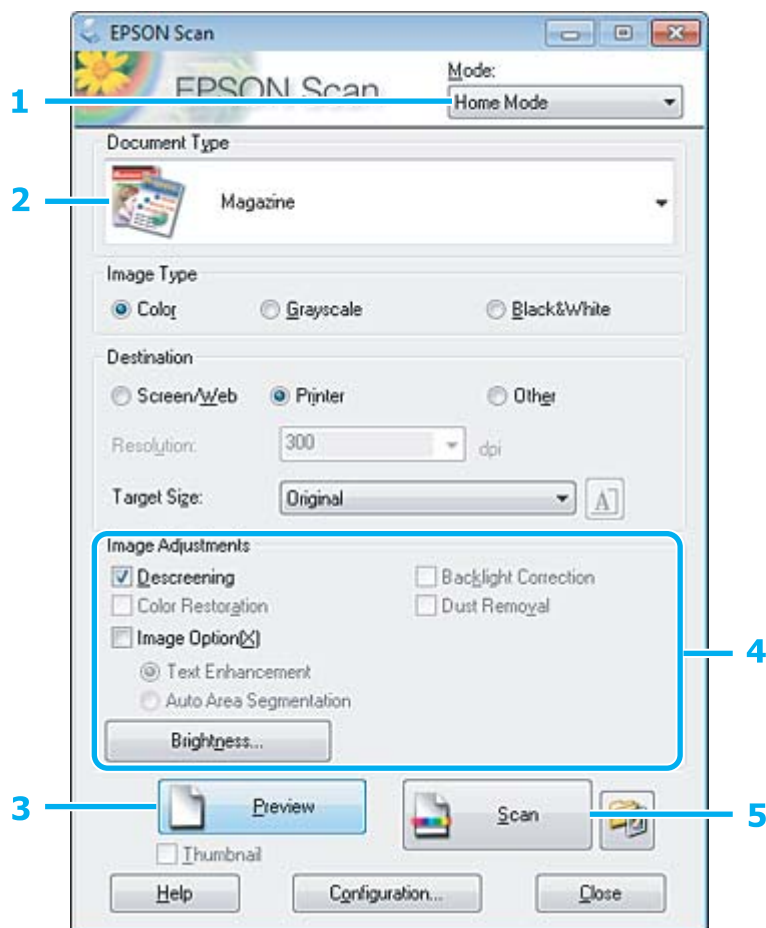 EPSON Scan
EPSON Scan
Mode:
1
Home Mode
Document Type
2
Magazine
Image Type
Color Grayscale Black&White
Destination
Screen/Web Printer Other
Resolution: 300 dpi
Target Size: Original A
Image Adjustments
Descreening Backlight Correction
Color Restoration Dust Removal
Image Option(X)
4
Text Enhancement
Auto Area Segmentation
Brightness...
3 Preview Scan 5
Thumbnail
Help Configuration... Close